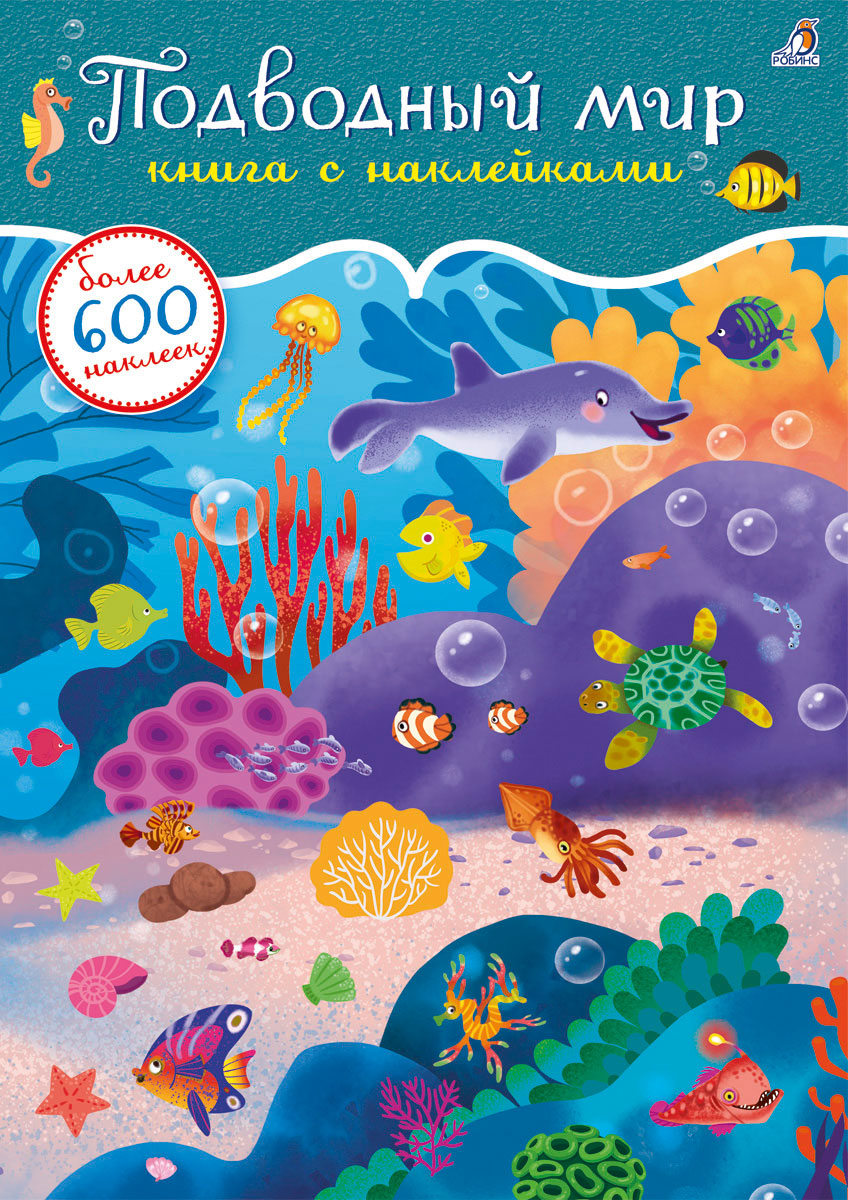 РОБИНС
Подводный мир
книга с наклейками
более
600
наклеек